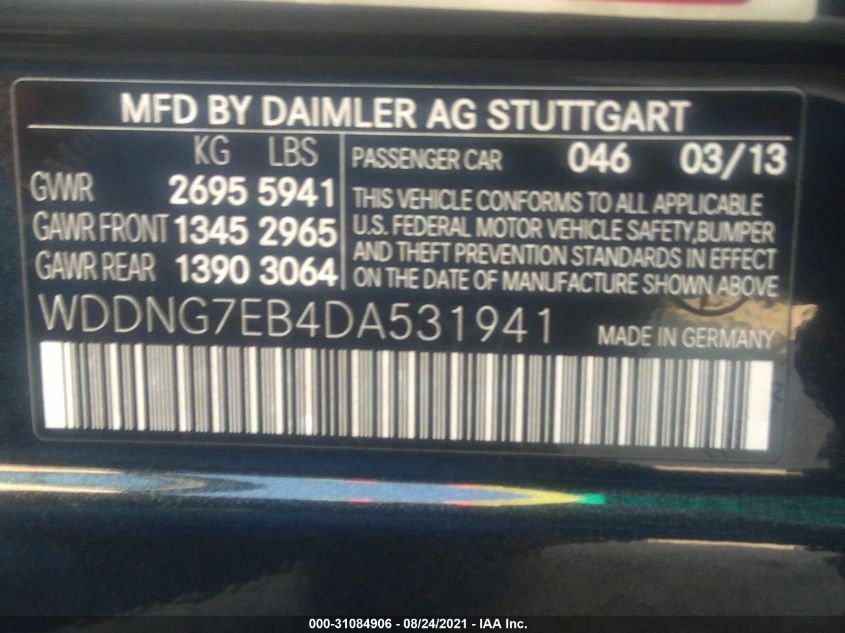 MFD BY DAIMLER AG STUTTGART
KG LBS
GVWR 2695 5941
GAWR FRONT 1345 2965
GAWR REAR 1390 3064
PASSENGER CAR 046 03/13
THIS VEHICLE CONFORMS TO ALL APPLICABLE
U.S. FEDERAL MOTOR VEHICLE SAFETY,BUMPER
AND THEFT PREVENTION STANDARDS IN EFFECT
ON THE DATE OF MANUFACTURE SHOWN ABOVE
WDDNG7EB4DA531941 MADE IN GERMANY
000-31084906 - 08/24/2021 - IAA Inc.